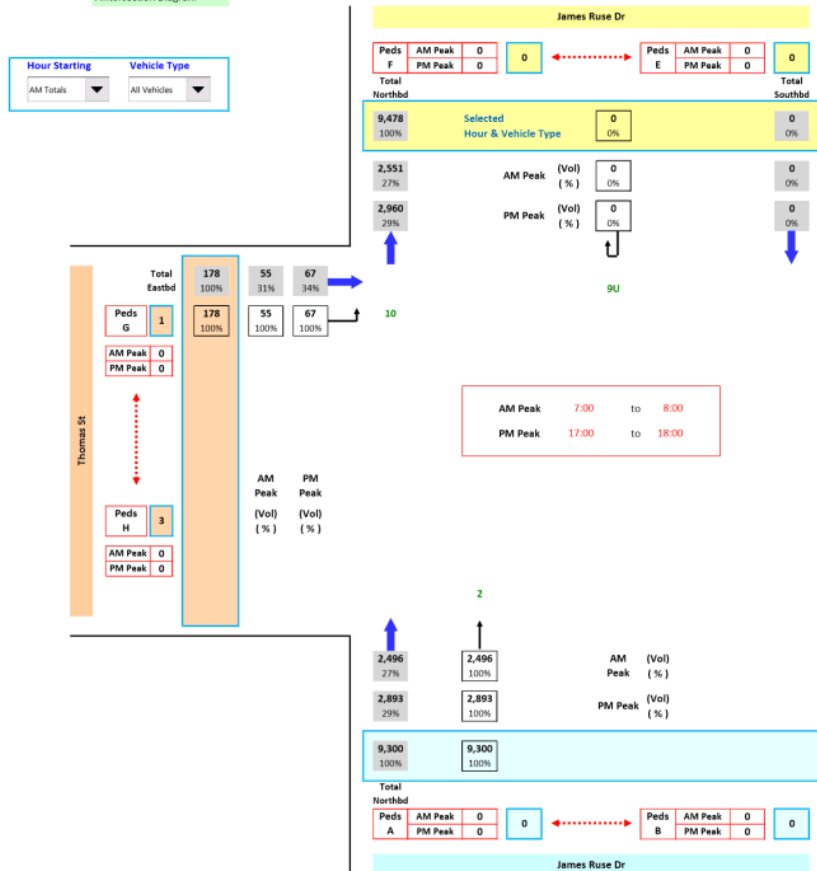 James Ruse Dr
Peds F AM Peak 0 0 Peds E AM Peak 0 0
PM Peak 0 PM Peak 0
Hour Starting Vehicle Type
AM Totals All Vehicles
Total Northbd Total Southbd
9,478 Selected 0 0
100% Hour & Vehicle Type 0% 0%
2,551 AM Peak (Vol) 0 0
27% ( % ) 0% 0%
2,960 PM Peak (Vol) 0 0
29% ( % ) 0% 0%
Total 178 55 67
Eastbd 100% 31% 34%
9U
Peds G 1 178 55 67 10
100% 100% 100%
AM Peak 0
PM Peak 0
Thomas St
AM Peak 7:00 to 8:00
PM Peak 17:00 to 18:00
AM PM
Peak Peak
(Vol) (Vol)
( % ) ( % )
Peds H 3
AM Peak 0
PM Peak 0
2
2,496 2,496 AM (Vol)
27% 100% Peak ( % )
2,893 2,893 PM Peak (Vol)
29% 100% ( % )
9,300 9,300
100% 100%
Total
Northbd
Peds A AM Peak 0 0 Peds B AM Peak 0 0
PM Peak 0 PM Peak 0
James Ruse Dr